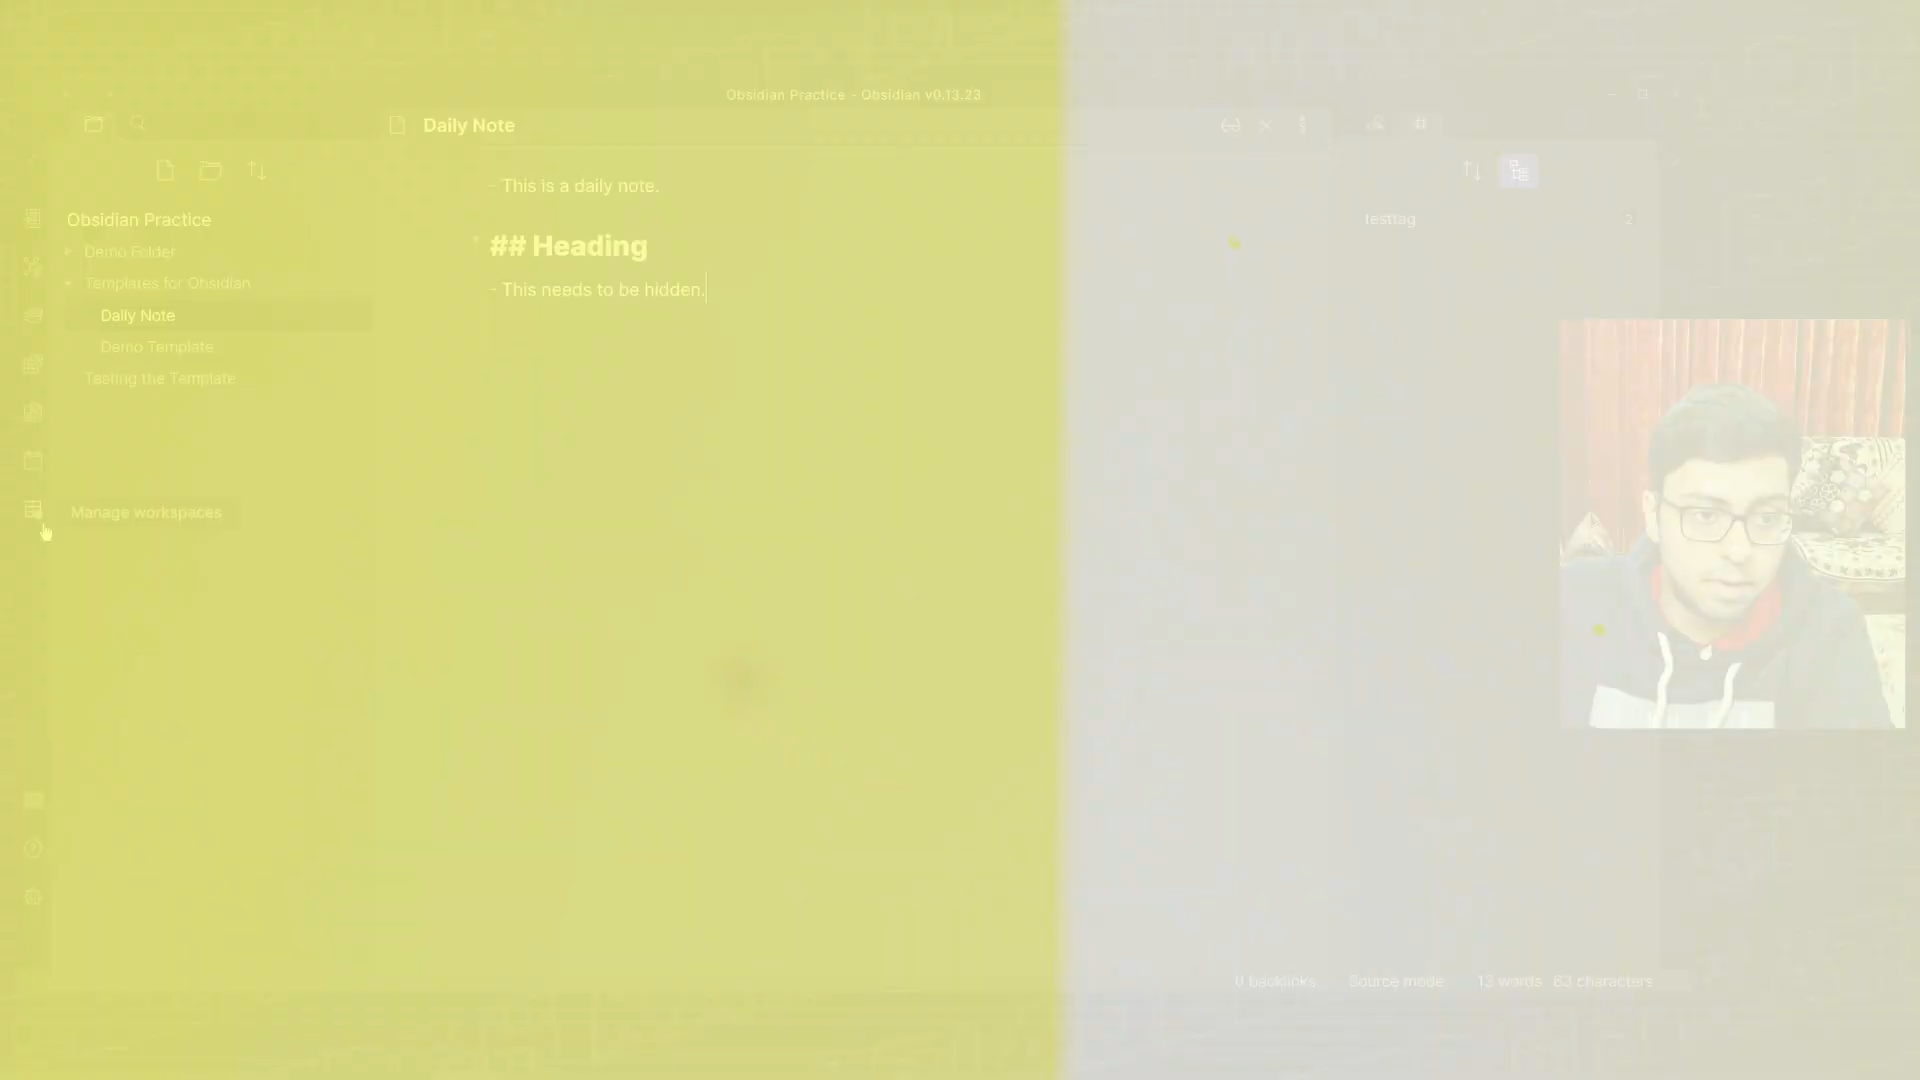 Obsidian Practice - Obsidian v0.13.23
Daily Note
- This is a daily note.
Obsidian Practice
testtag 2
## Heading
Demo Folder
Templates for Obsidian
- This needs to be hidden.
Daily Note
Demo Template
Testing the Template
Manage workspaces
0 backlinks Source mode 13 words 63 characters